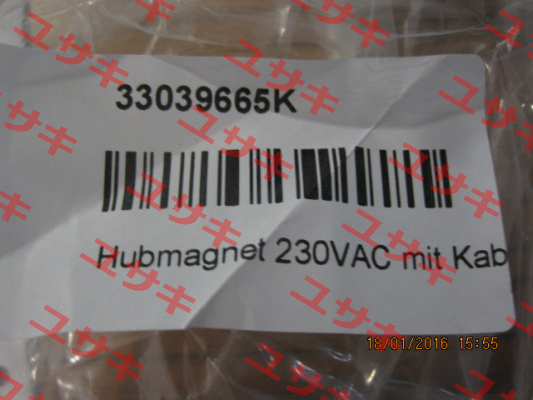 33039665K
Hubmagnet 230VAC mit Kab
18/01/2016 15:55
ユサキ